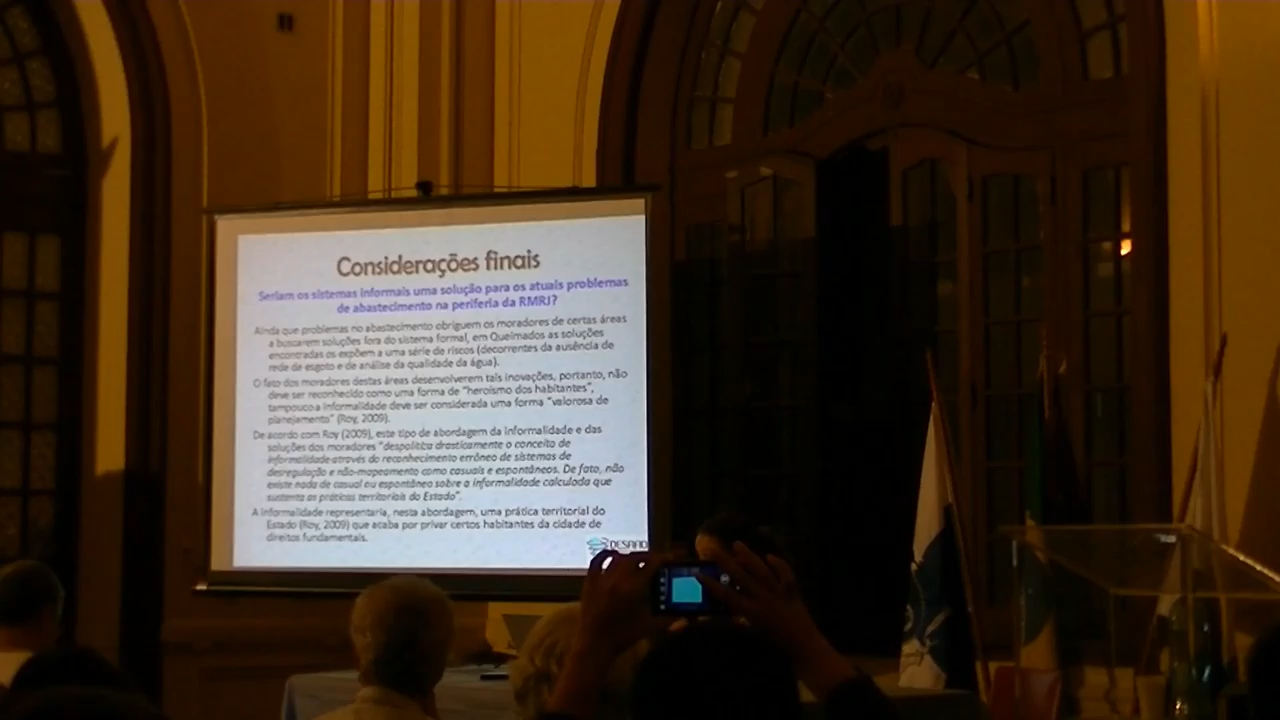 Considerações finais
Seriam os sistemas informais uma solução para os atuais problemas
de abastecimento na periferia da RMRJ?
Ainda que problemas no abastecimento obriguem os moradores de certas áreas
a buscarem soluções fora do sistema formal, em Queimados as soluções
encontradas os expõem a uma série de riscos (decorrentes da ausência de
rede de esgoto e de análise da qualidade da água).
O fato dos moradores destas áreas desenvolverem tais inovações, portanto, não
deve ser reconhecido como uma forma de "heroísmo dos habitantes",
tampouco a informalidade deve ser considerada uma forma "valorosa de
planejamento" (Roy, 2009).
De acordo com Roy (2009), este tipo de abordagem da informalidade e das
soluções dos moradores "despolitiza drasticamente o conceito de
informalidade através do reconhecimento errôneo de sistemas de
desregulação e não-mapeamento como casuais e espontâneos. De fato, não
existe nada de casual ou espontâneo sobre a informalidade calculada que
sustenta as práticas territoriais do Estado".
A informalidade representaria, nesta abordagem, uma prática territorial do
Estado (Roy, 2009) que acaba por privar certos habitantes da cidade de
direitos fundamentais.
DESAFIO